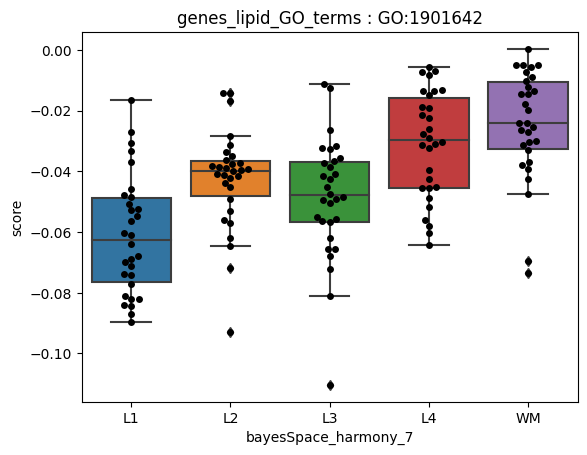 genes_lipid_GO_terms : GO:1901642
0.00
−0.02
−0.04
−0.06
−0.08
−0.10
score
L1 L2 L3 L4 WM
bayesSpace_harmony_7